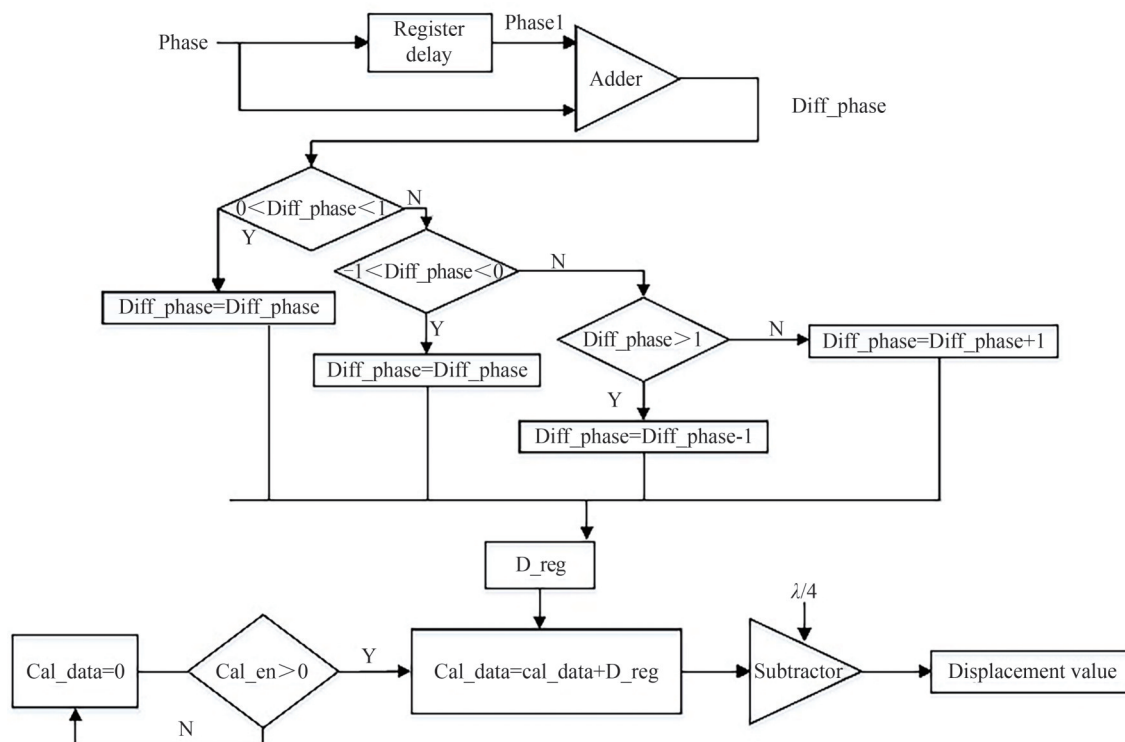 Phase
Register
delay
Phase1
Adder
Diff_phase
0<Diff_phase<1
N
Y
−1<Diff_phase<0
N
Diff_phase=Diff_phase
Y
Diff_phase>1
N
Diff_phase=Diff_phase+1
Diff_phase=Diff_phase
Y
Diff_phase=Diff_phase-1
D_reg
λ/4
Cal_data=0
Cal_en>0
Y
Cal_data=cal_data+D_reg
Subtractor
Displacement value
N